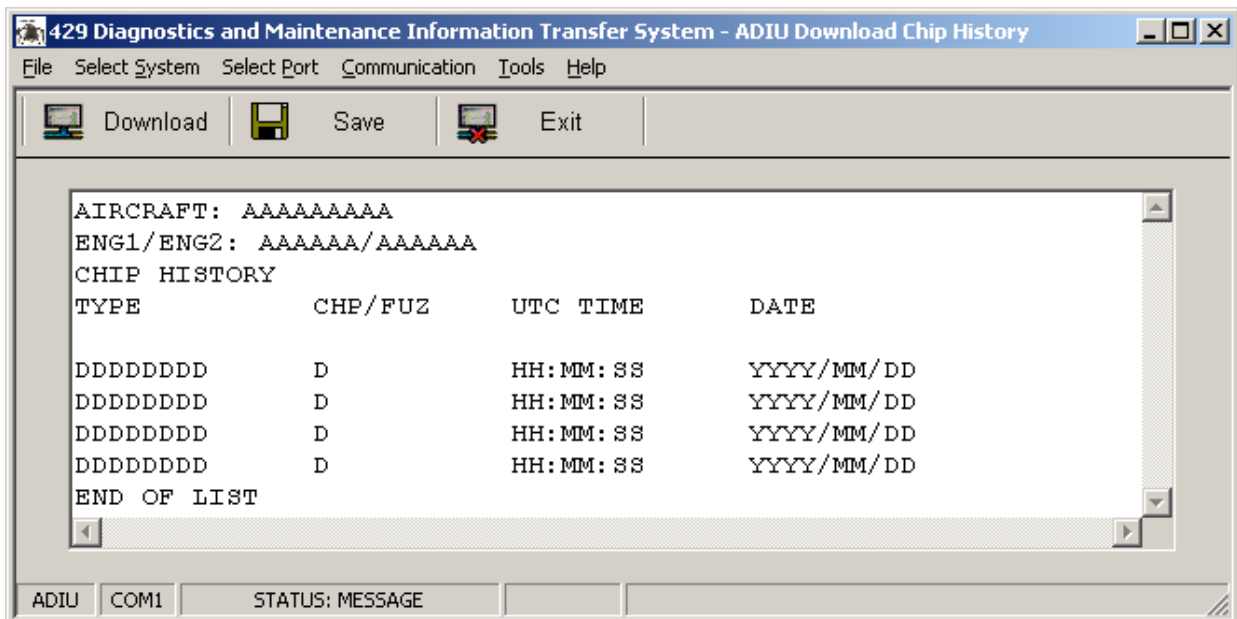 429 Diagnostics and Maintenance Information Transfer System - ADIU Download Chip History
File Select System Select Port Communication Tools Help
Download Save Exit
AIRCRAFT: AAAAAAAAA
ENG1/ENG2: AAAAAA/AAAAAA
CHIP HISTORY
TYPE CHP/FUZ UTC TIME DATE
DDDDDDDD D HH:MM:SS YYYY/MM/DD
DDDDDDDD D HH:MM:SS YYYY/MM/DD
DDDDDDDD D HH:MM:SS YYYY/MM/DD
DDDDDDDD D HH:MM:SS YYYY/MM/DD
END OF LIST
ADIU COM1 STATUS: MESSAGE